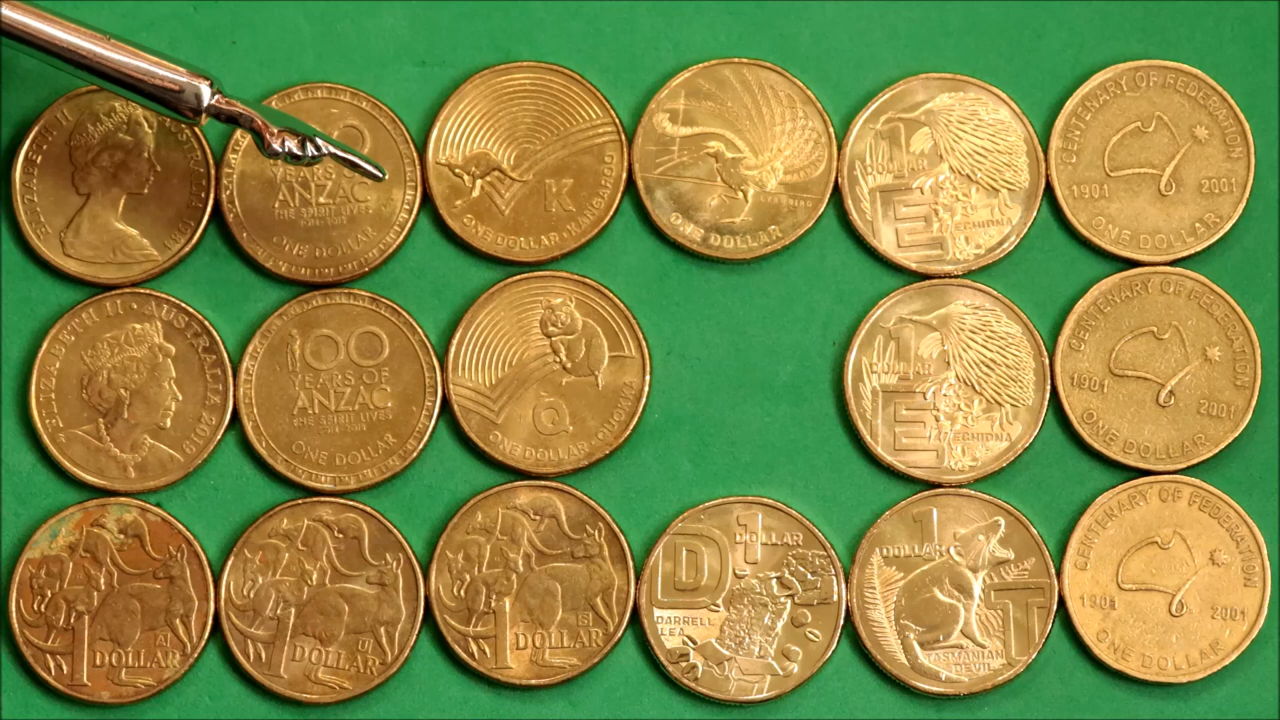 ELIZABETH II AUSTRALIA 1981
YEARS OF
ANZAC
THE SPIRIT LIVES
ONE DOLLAR
K
ONE DOLLAR · KANGAROO
LYREBIRD
ONE DOLLAR
1
DOLLAR
E
ECHIDNA
CENTENARY OF FEDERATION
1901 2001
ONE DOLLAR
ELIZABETH II · AUSTRALIA 2019
100
YEARS OF
ANZAC
THE SPIRIT LIVES
ONE DOLLAR
Q
ONE DOLLAR · QUOKKA
1
DOLLAR
E
ECHIDNA
CENTENARY OF FEDERATION
1901 2001
ONE DOLLAR
A
1 DOLLAR
U
1 DOLLAR
S
1 DOLLAR
D 1 DOLLAR
DARRELL
LEA
1
DOLLAR
T
TASMANIAN
DEVIL
CENTENARY OF FEDERATION
1901 2001
ONE DOLLAR